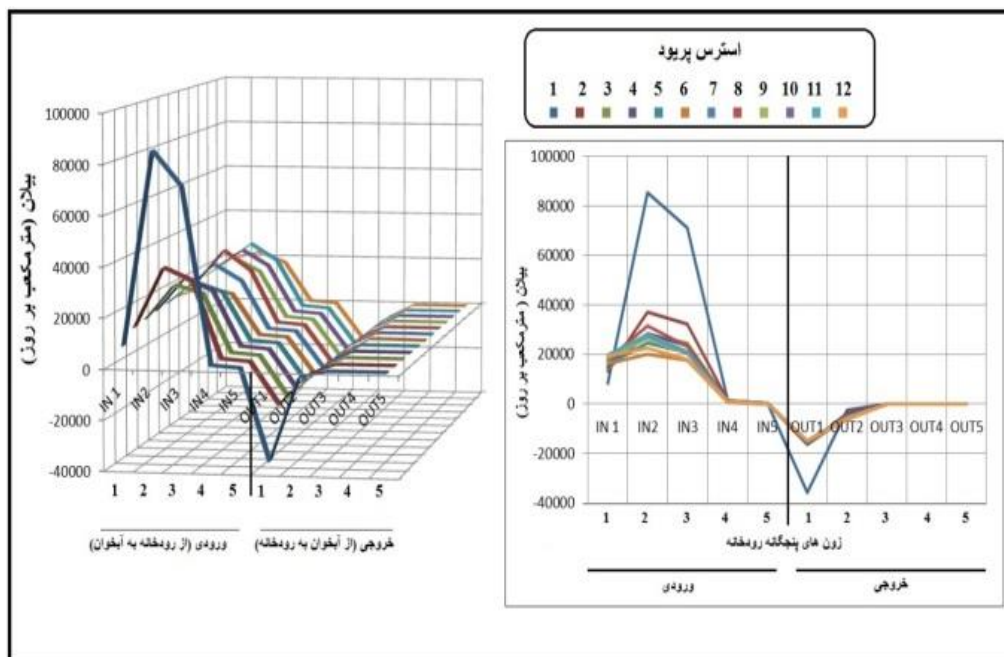 استرس پریود
1 2 3 4 5 6 7 8 9 10 11 12
بیلان (مترمکعب بر روز)
100000
80000
60000
40000
20000
0
-20000
-40000
IN 1 IN2 IN3 IN4 IN5 OUT1 OUT2 OUT3 OUT4 OUT5
1 2 3 4 5 1 2 3 4 5
ورودی (از رودخانه به آبخوان) خروجی (از آبخوان به رودخانه)
بیلان (مترمکعب بر روز)
100000
80000
60000
40000
20000
0
-20000
-40000
IN 1 IN2 IN3 IN4 IN5 OUT1 OUT2 OUT3 OUT4 OUT5
1 2 3 4 5 1 2 3 4 5
زون های پنجگانه رودخانه
ورودی خروجی